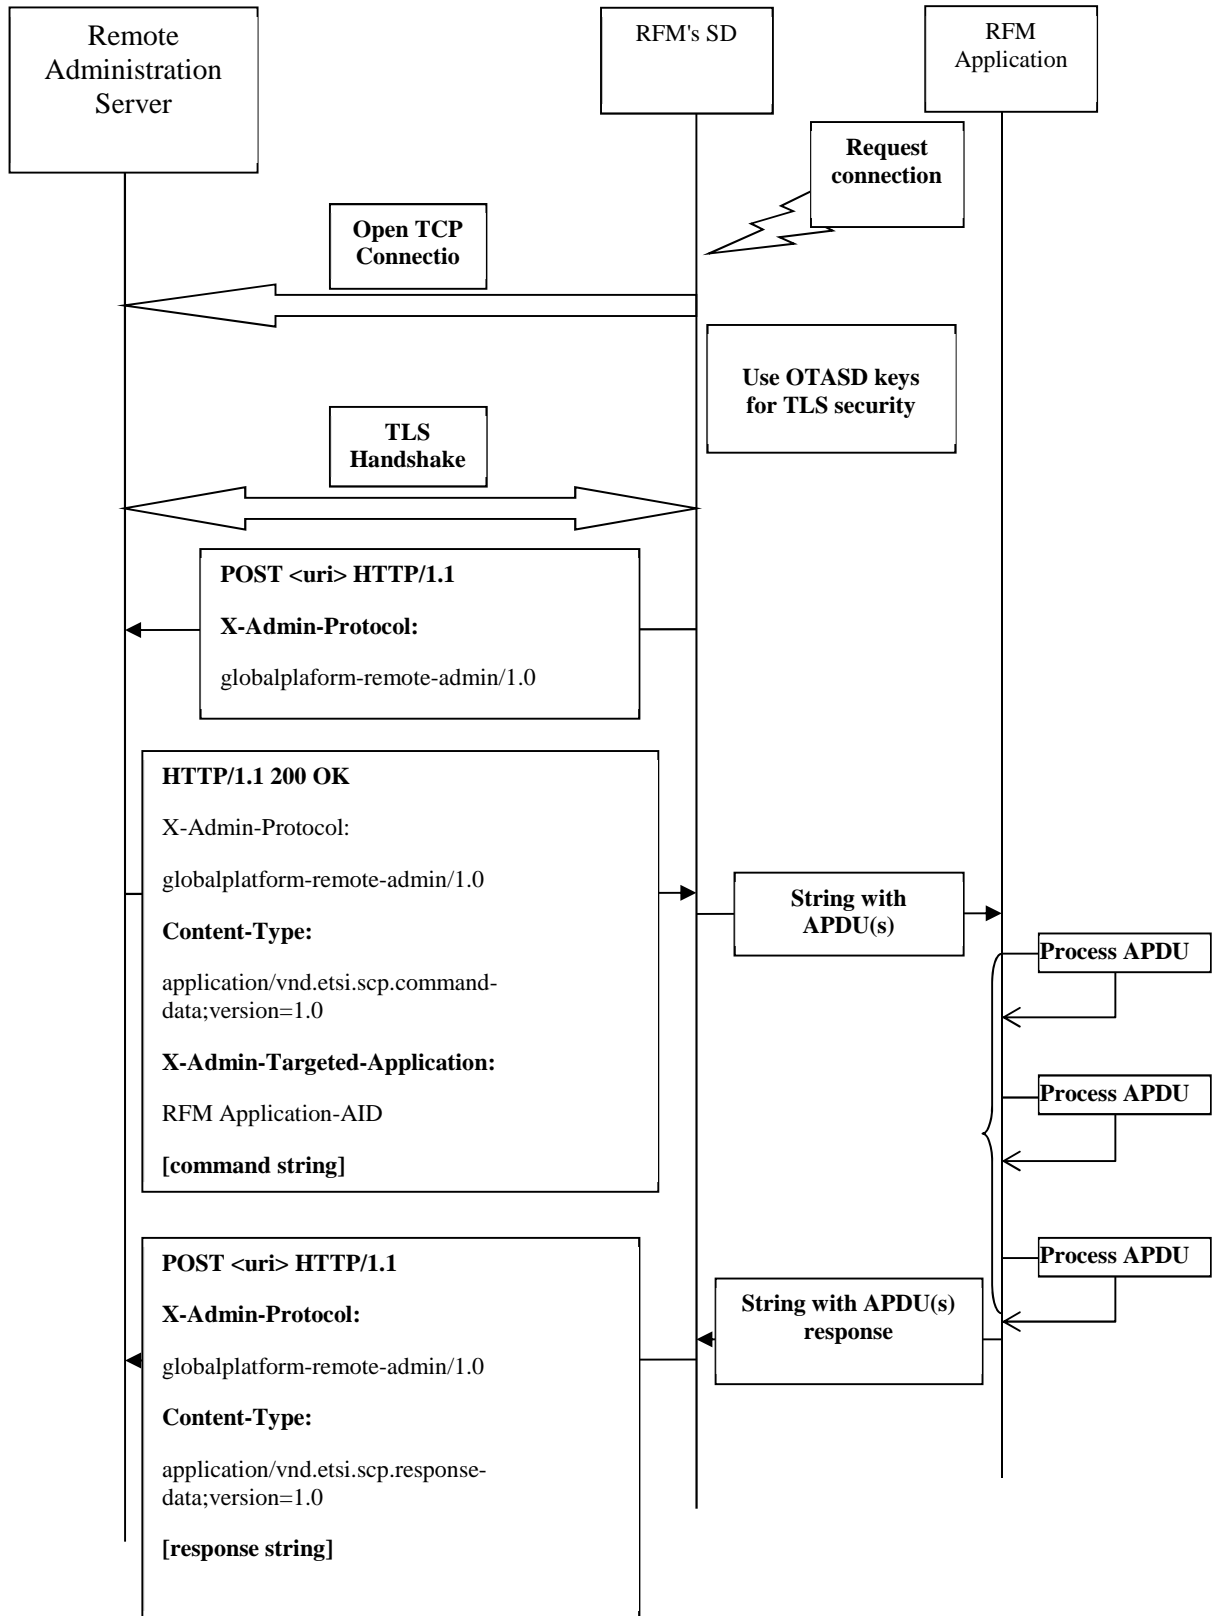 Remote
Administration
Server
RFM's SD
RFM
Application
Request
connection
Open TCP
Connectio
Use OTASD keys
for TLS security
TLS
Handshake
POST <uri> HTTP/1.1
X-Admin-Protocol:
globalplaform-remote-admin/1.0
HTTP/1.1 200 OK
X-Admin-Protocol:
globalplatform-remote-admin/1.0
Content-Type:
application/vnd.etsi.scp.command-
data;version=1.0
X-Admin-Targeted-Application:
RFM Application-AID
[command string]
String with
APDU(s)
Process APDU
Process APDU
Process APDU
String with APDU(s)
response
POST <uri> HTTP/1.1
X-Admin-Protocol:
globalplatform-remote-admin/1.0
Content-Type:
application/vnd.etsi.scp.response-
data;version=1.0
[response string]